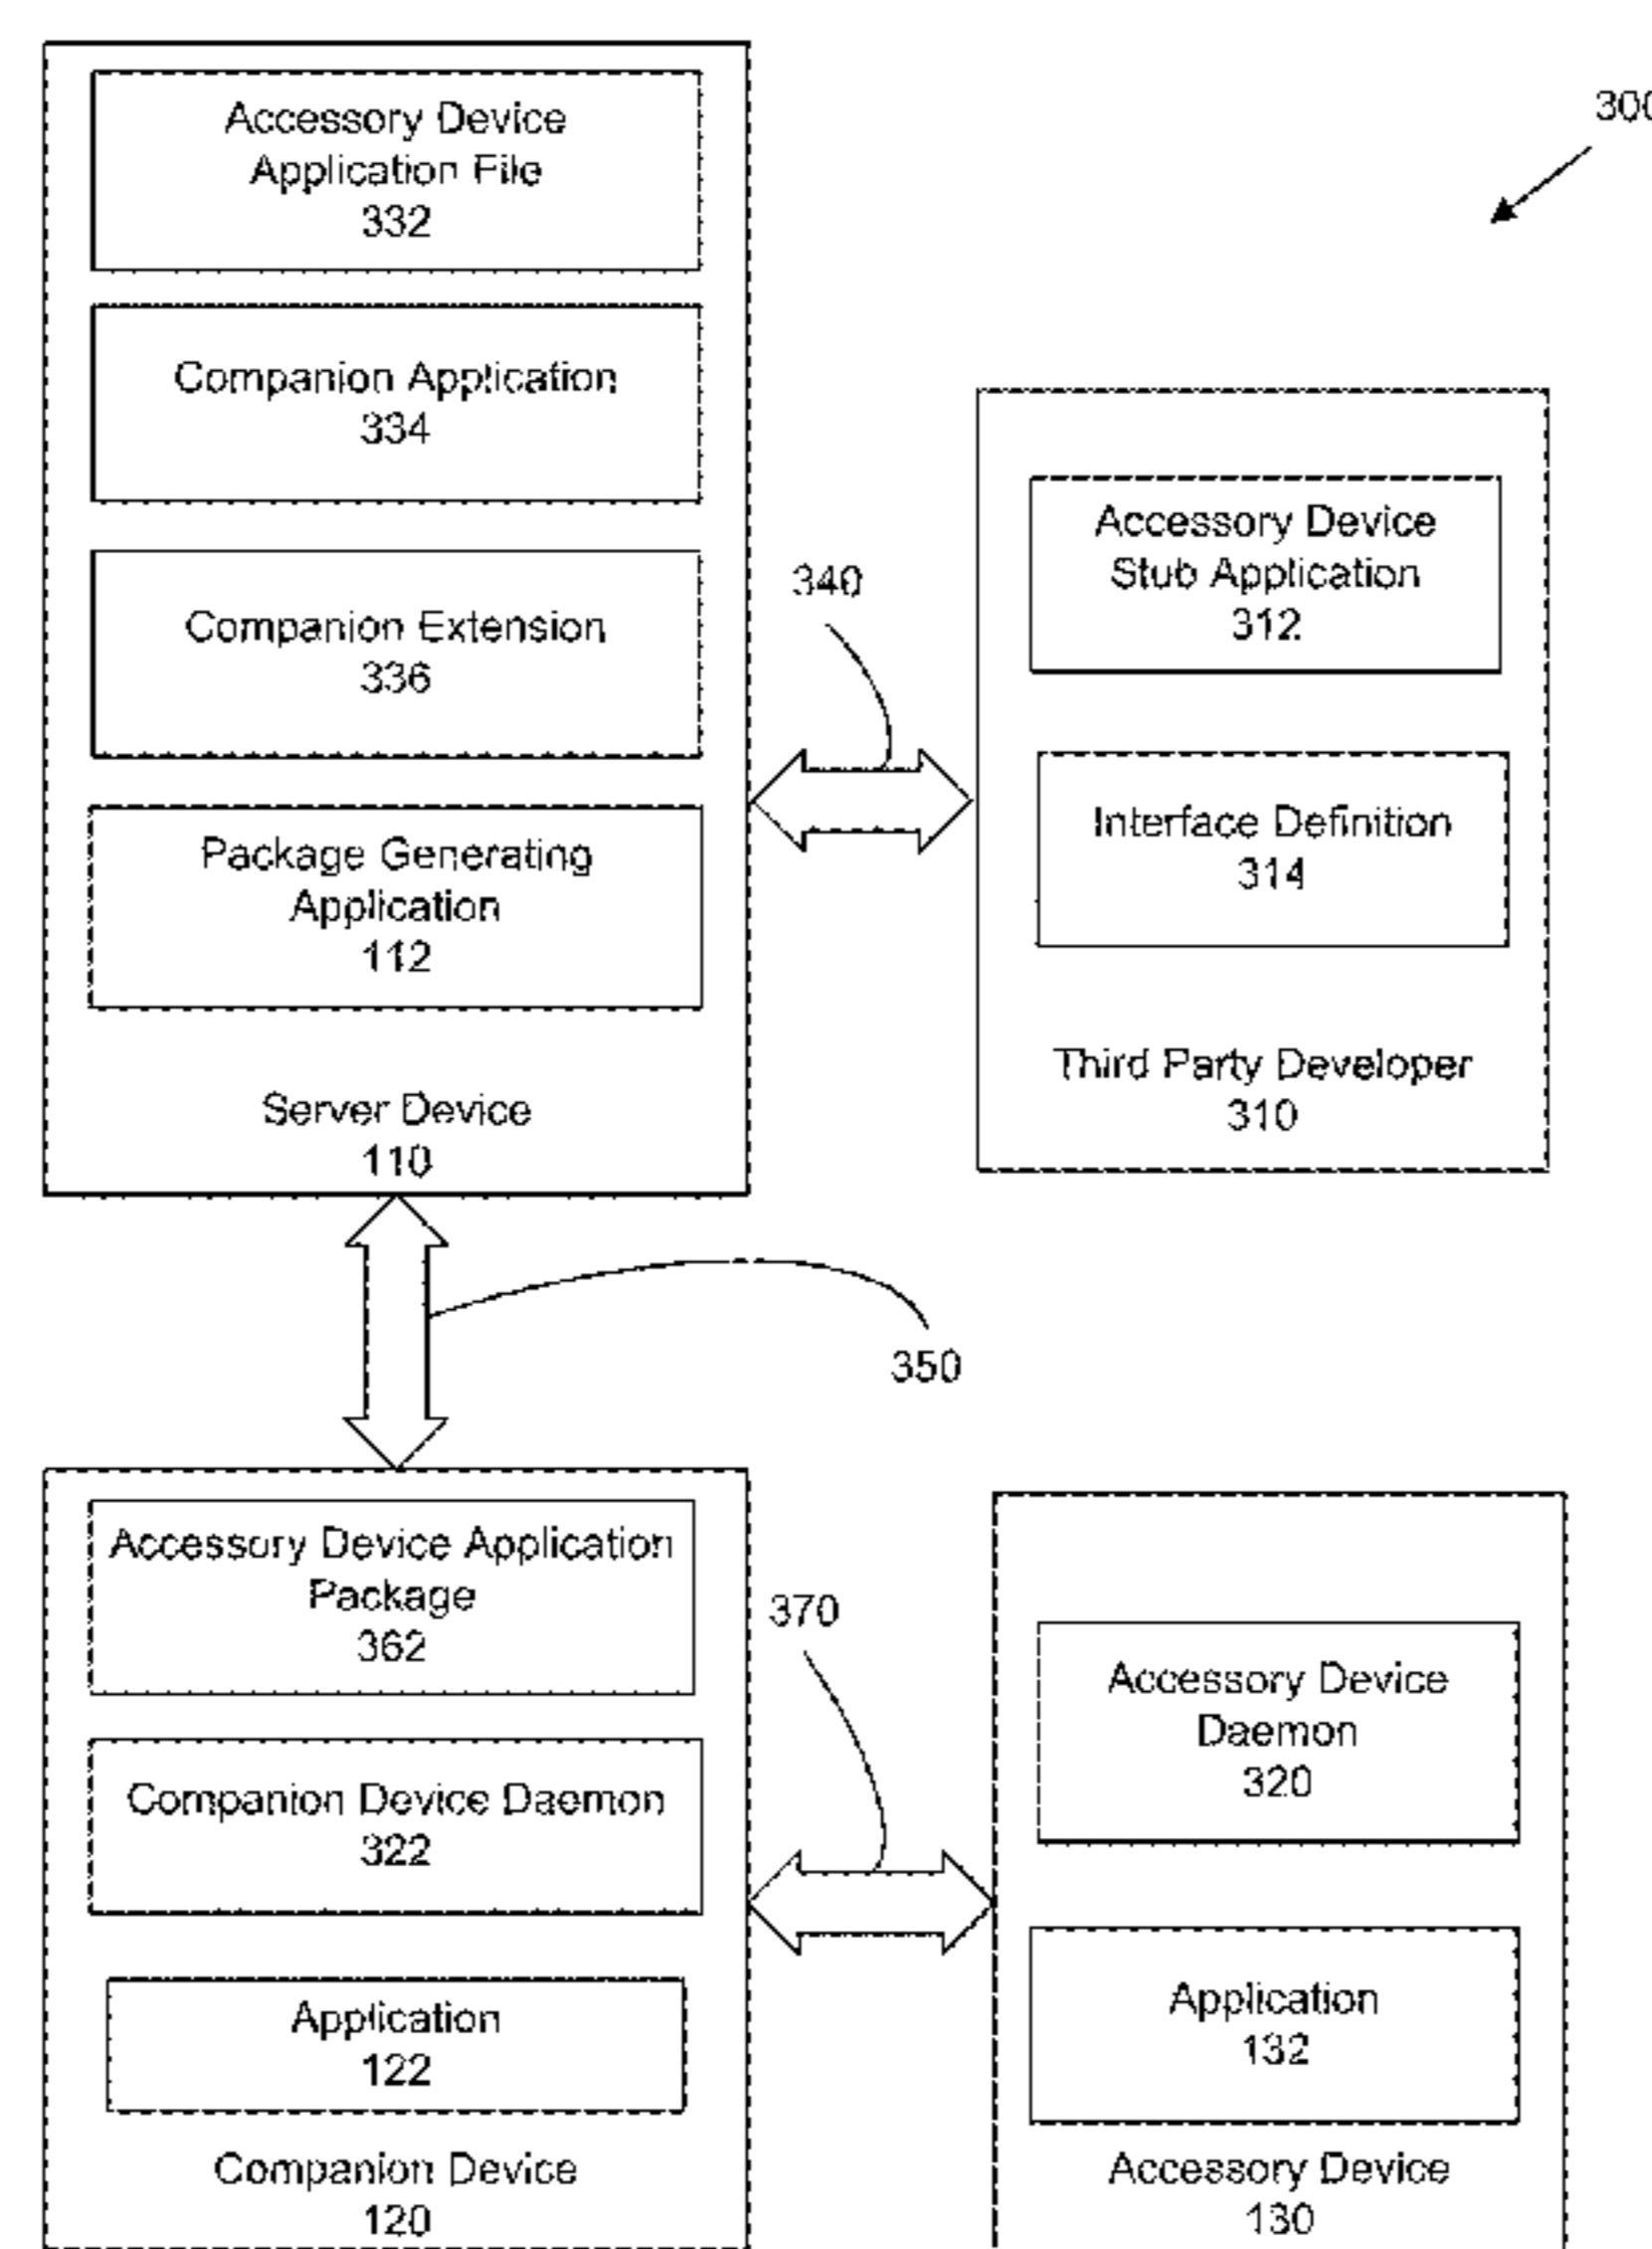 Accessory Device
Application File
332
Companion Application
334
Companion Extension
336
Package Generating
Application
112
Server Device
110
300
340
Accessory Device
Stub Application
312
Interface Definition
314
Third Party Developer
310
350
Accessory Device Application
Package
362
Companion Device Daemon
322
Application
122
Companion Device
120
370
Accessory Device
Daemon
320
Application
132
Accessory Device
130